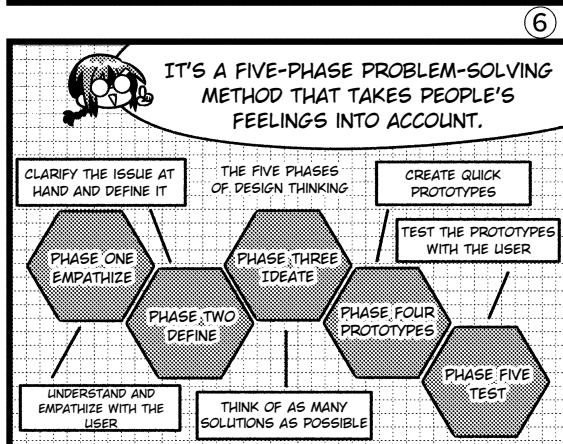 6
IT'S A FIVE-PHASE PROBLEM-SOLVING
METHOD THAT TAKES PEOPLE'S
FEELINGS INTO ACCOUNT.
CLARIFY THE ISSUE AT
HAND AND DEFINE IT
THE FIVE PHASES
OF DESIGN THINKING
CREATE QUICK
PROTOTYPES
TEST THE PROTOTYPES
WITH THE USER
PHASE ONE
EMPATHIZE
PHASE TWO
DEFINE
PHASE THREE
IDEATE
PHASE FOUR
PROTOTYPES
PHASE FIVE
TEST
UNDERSTAND AND
EMPATHIZE WITH THE
USER
THINK OF AS MANY
SOLUTIONS AS POSSIBLE